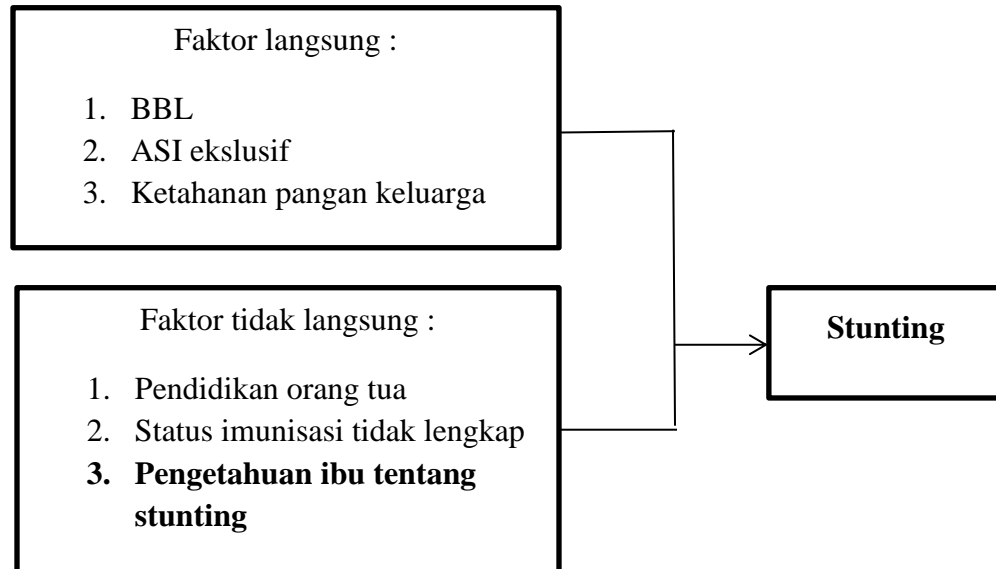 Faktor langsung :
1. BBL
2. ASI ekslusif
3. Ketahanan pangan keluarga
Faktor tidak langsung :
1. Pendidikan orang tua
2. Status imunisasi tidak lengkap
3. Pengetahuan ibu tentang
stunting
Stunting